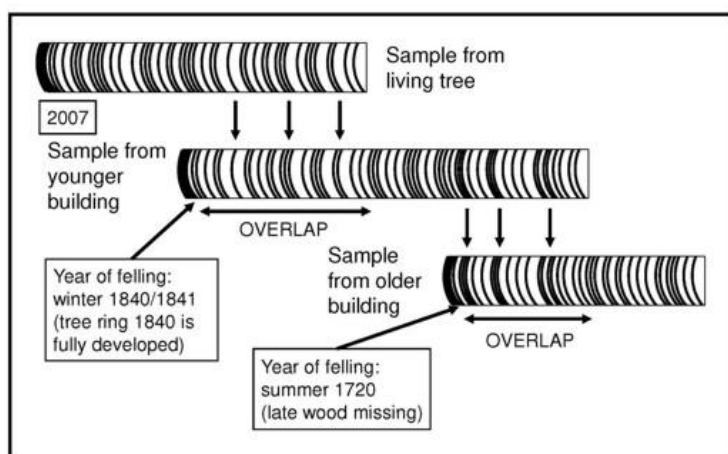 Sample from
living tree
2007
Sample from
younger
building
OVERLAP
Year of felling:
winter 1840/1841
(tree ring 1840 is
fully developed)
Sample
from older
building
OVERLAP
Year of felling:
summer 1720
(late wood missing)